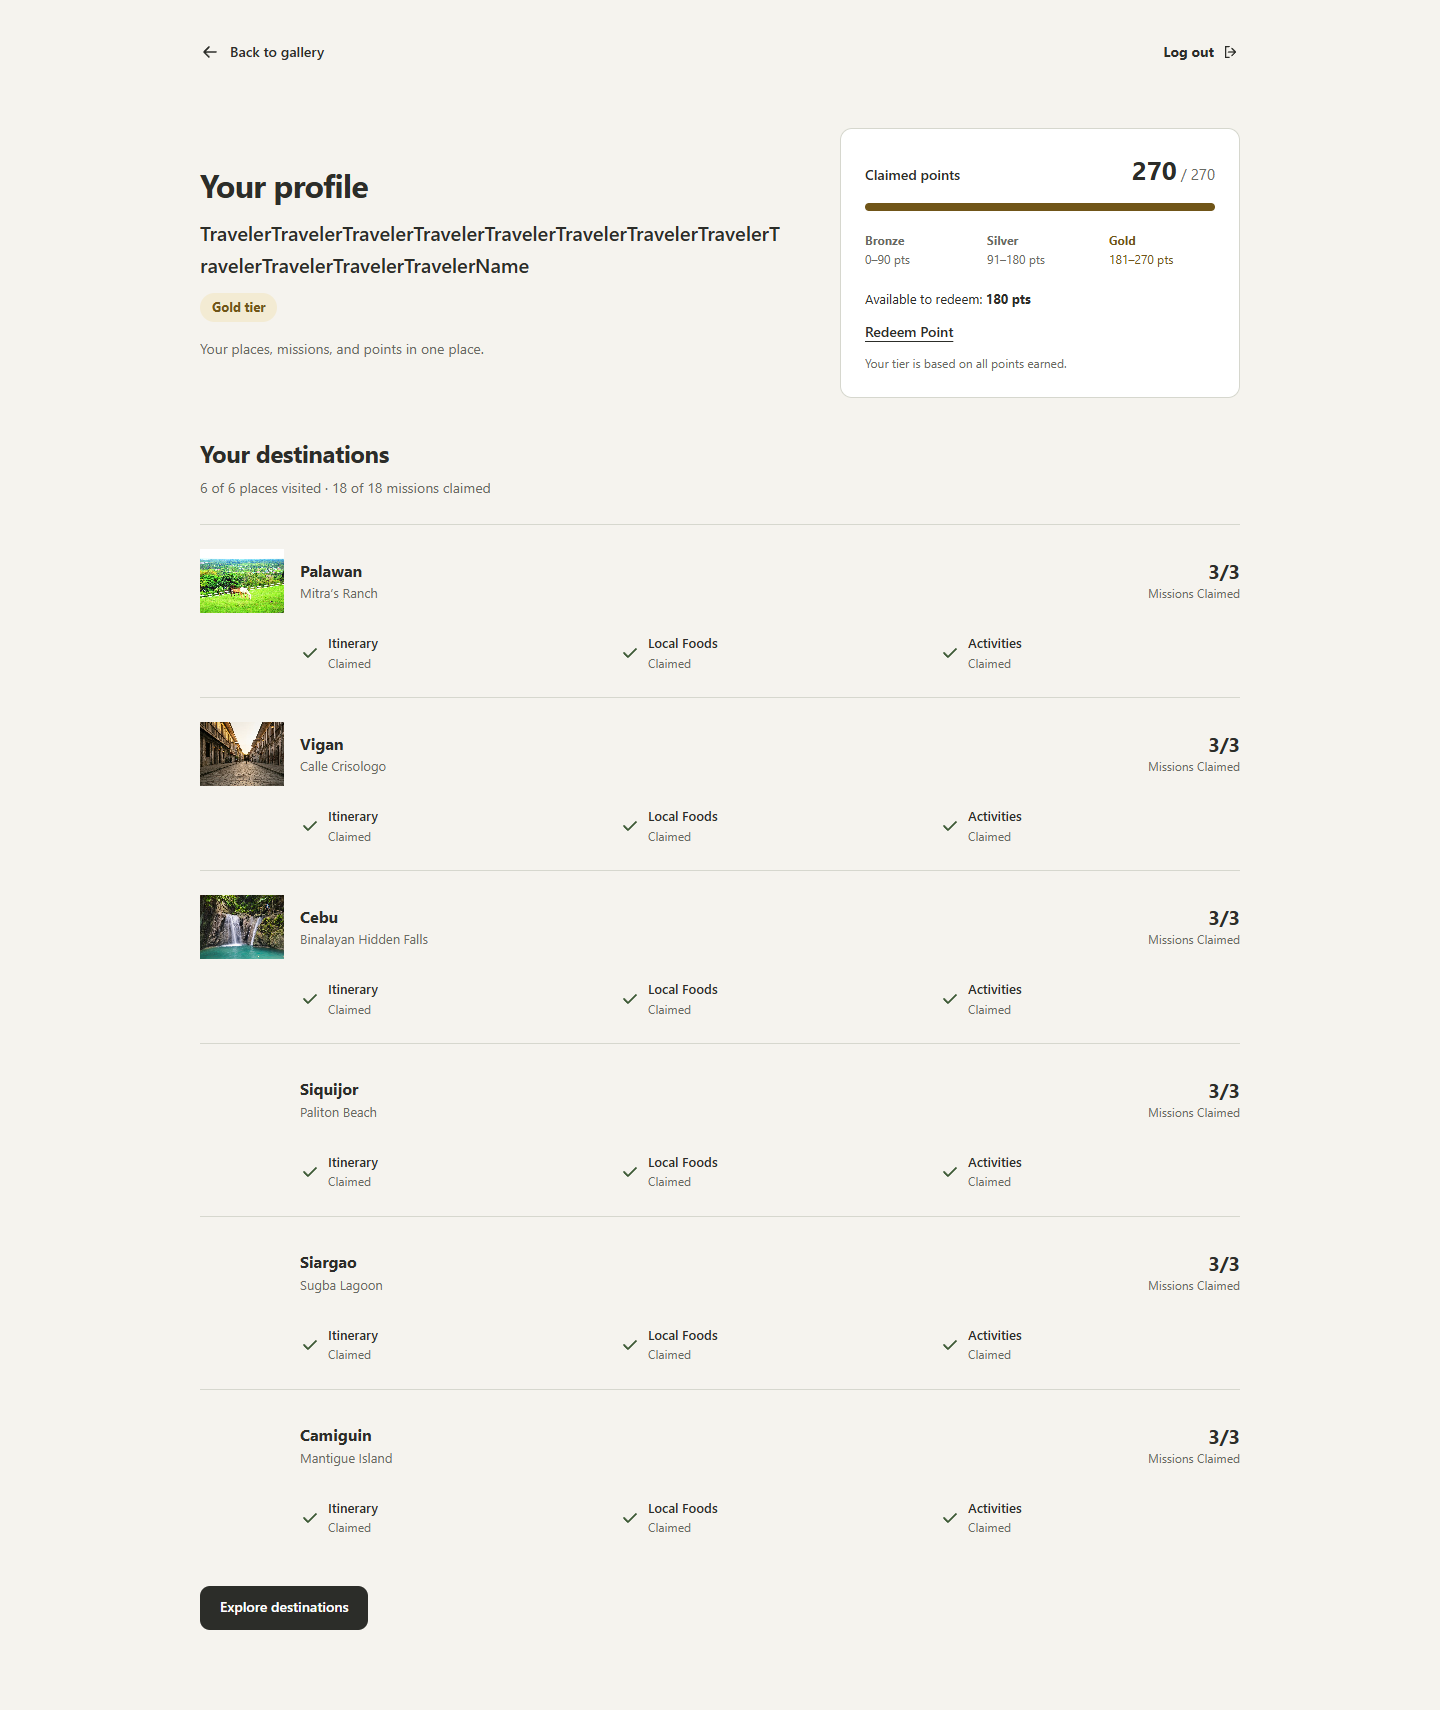 Back to gallery
Log out
Your profile
TravelerTravelerTravelerTravelerTravelerTravelerTravelerTravelerT
ravelerTravelerTravelerTravelerName
Gold tier
Your places, missions, and points in one place.
Claimed points
270 / 270
Bronze Silver Gold
0–90 pts 91–180 pts 181–270 pts
Available to redeem: 180 pts
Redeem Point
Your tier is based on all points earned.
Your destinations
6 of 6 places visited · 18 of 18 missions claimed
Palawan 3/3
Mitra's Ranch Missions Claimed
Itinerary Local Foods Activities
Claimed Claimed Claimed
Vigan 3/3
Calle Crisologo Missions Claimed
Itinerary Local Foods Activities
Claimed Claimed Claimed
Cebu 3/3
Binalayan Hidden Falls Missions Claimed
Itinerary Local Foods Activities
Claimed Claimed Claimed
Siquijor 3/3
Paliton Beach Missions Claimed
Itinerary Local Foods Activities
Claimed Claimed Claimed
Siargao 3/3
Sugba Lagoon Missions Claimed
Itinerary Local Foods Activities
Claimed Claimed Claimed
Camiguin 3/3
Mantigue Island Missions Claimed
Itinerary Local Foods Activities
Claimed Claimed Claimed
Explore destinations